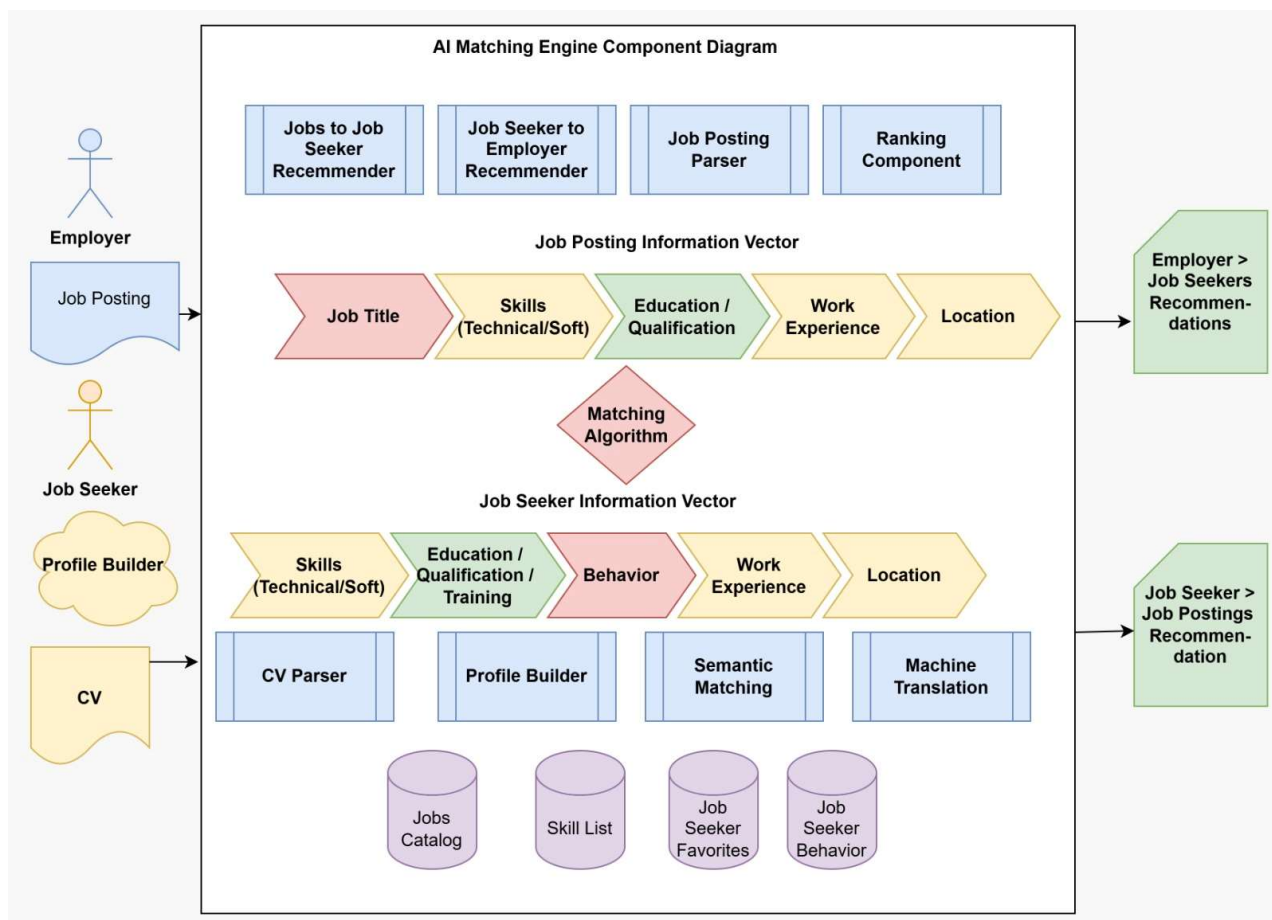 AI Matching Engine Component Diagram
Jobs to Job
Seeker
Recemmender
Job Seeker to
Employer
Recemmender
Job Posting
Parser
Ranking
Component
Employer
Job Posting
Job Posting Information Vector
Job Title
Skills
(Technical/Soft)
Education /
Qualification
Work
Experience
Location
Employer >
Job Seekers
Recommen-
dations
Matching
Algorithm
Job Seeker
Profile Builder
CV
Job Seeker Information Vector
Skills
(Technical/Soft)
Education /
Qualification /
Training
Behavior
Work
Experience
Location
Job Seeker >
Job Postings
Recommen-
dation
CV Parser
Profile Builder
Semantic
Matching
Machine
Translation
Jobs
Catalog
Skill List
Job
Seeker
Favorites
Job
Seeker
Behavior